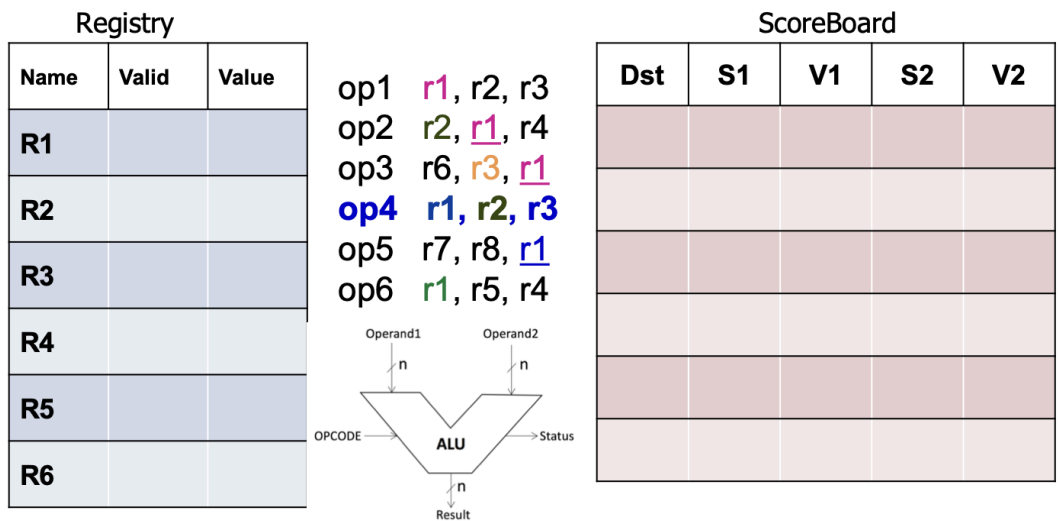 Registry
Name Valid Value
R1
R2
R3
R4
R5
R6
op1 r1, r2, r3
op2 r2, r1, r4
op3 r6, r3, r1
op4 r1, r2, r3
op5 r7, r8, r1
op6 r1, r5, r4
Operand1 Operand2
n n
OPCODE ALU Status
n
Result
ScoreBoard
Dst S1 V1 S2 V2